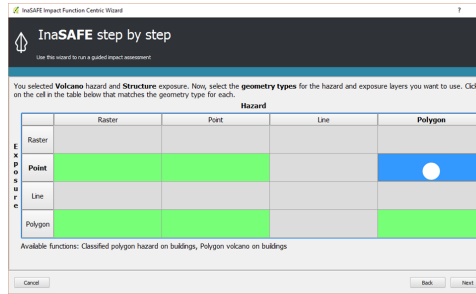 InaSAFE Impact Function Centric Wizard
?
InaSAFE step by step
Use this wizard to run a guided impact assessment
You selected Volcano hazard and Structure exposure. Now, select the geometry types for the hazard and exposure layers you want to use. Click
on the cell in the table below that matches the geometry type for each.
Hazard
Raster Point Line Polygon
Exposure
Raster
Point
Line
Polygon
Available functions: Classified polygon hazard on buildings, Polygon volcano on buildings
Cancel Back Next